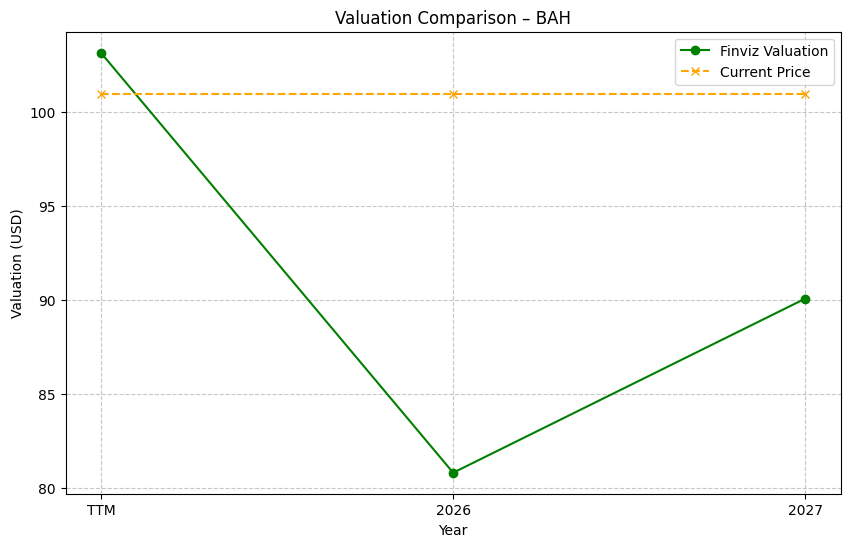 Valuation Comparison – BAH
Finviz Valuation
Current Price
Valuation (USD)
100
95
90
85
80
TTM
2026
2027
Year